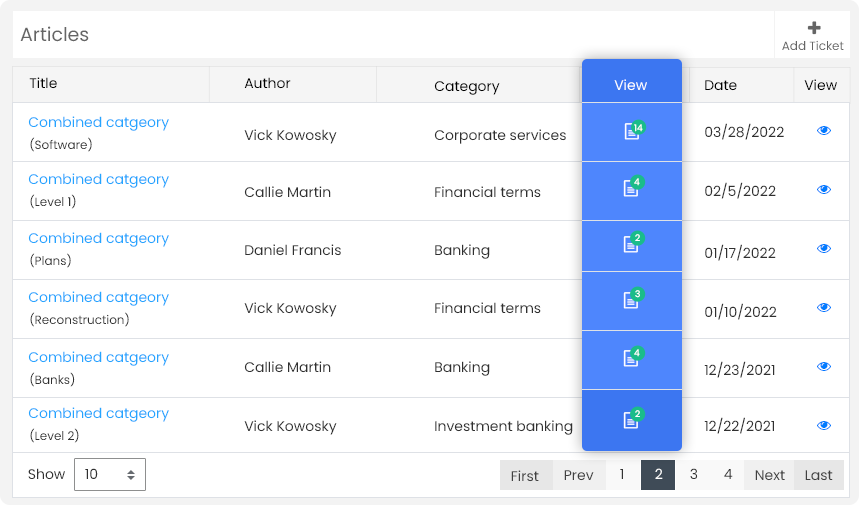 Articles
Add Ticket
Title Author Category View Date View
Combined catgeory
(Software)
Vick Kowosky Corporate services 14 03/28/2022
Combined catgeory
(Level 1)
Callie Martin Financial terms 4 02/5/2022
Combined catgeory
(Plans)
Daniel Francis Banking 2 01/17/2022
Combined catgeory
(Reconstruction)
Vick Kowosky Financial terms 3 01/10/2022
Combined catgeory
(Banks)
Callie Martin Banking 4 12/23/2021
Combined catgeory
(Level 2)
Vick Kowosky Investment banking 2 12/22/2021
Show 10 First Prev 1 2 3 4 Next Last